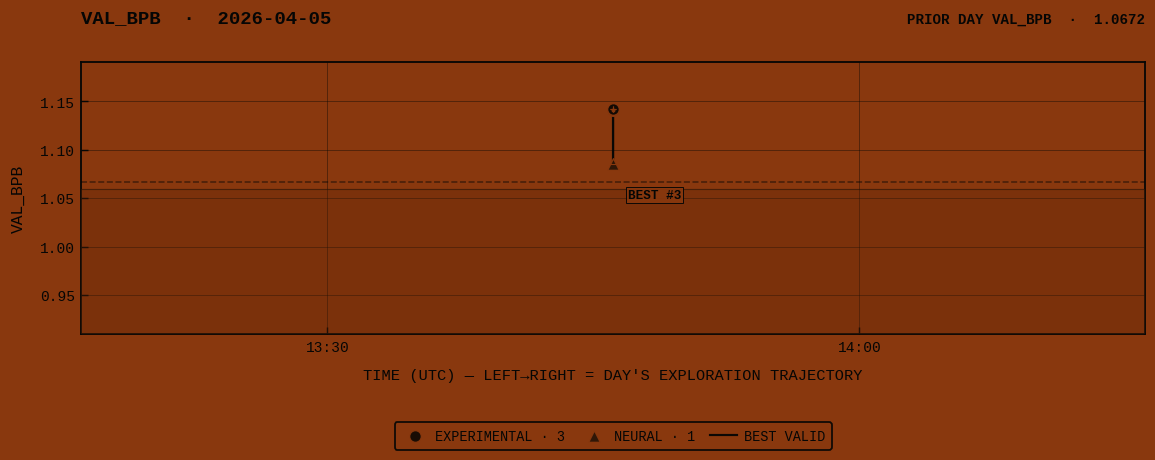 VAL_BPB · 2026-04-05
PRIOR DAY VAL_BPB · 1.0672
VAL_BPB
1.15
1.10
1.05
1.00
0.95
BEST #3
13:30
14:00
TIME (UTC) — LEFT→RIGHT = DAY'S EXPLORATION TRAJECTORY
EXPERIMENTAL · 3
NEURAL · 1
BEST VALID